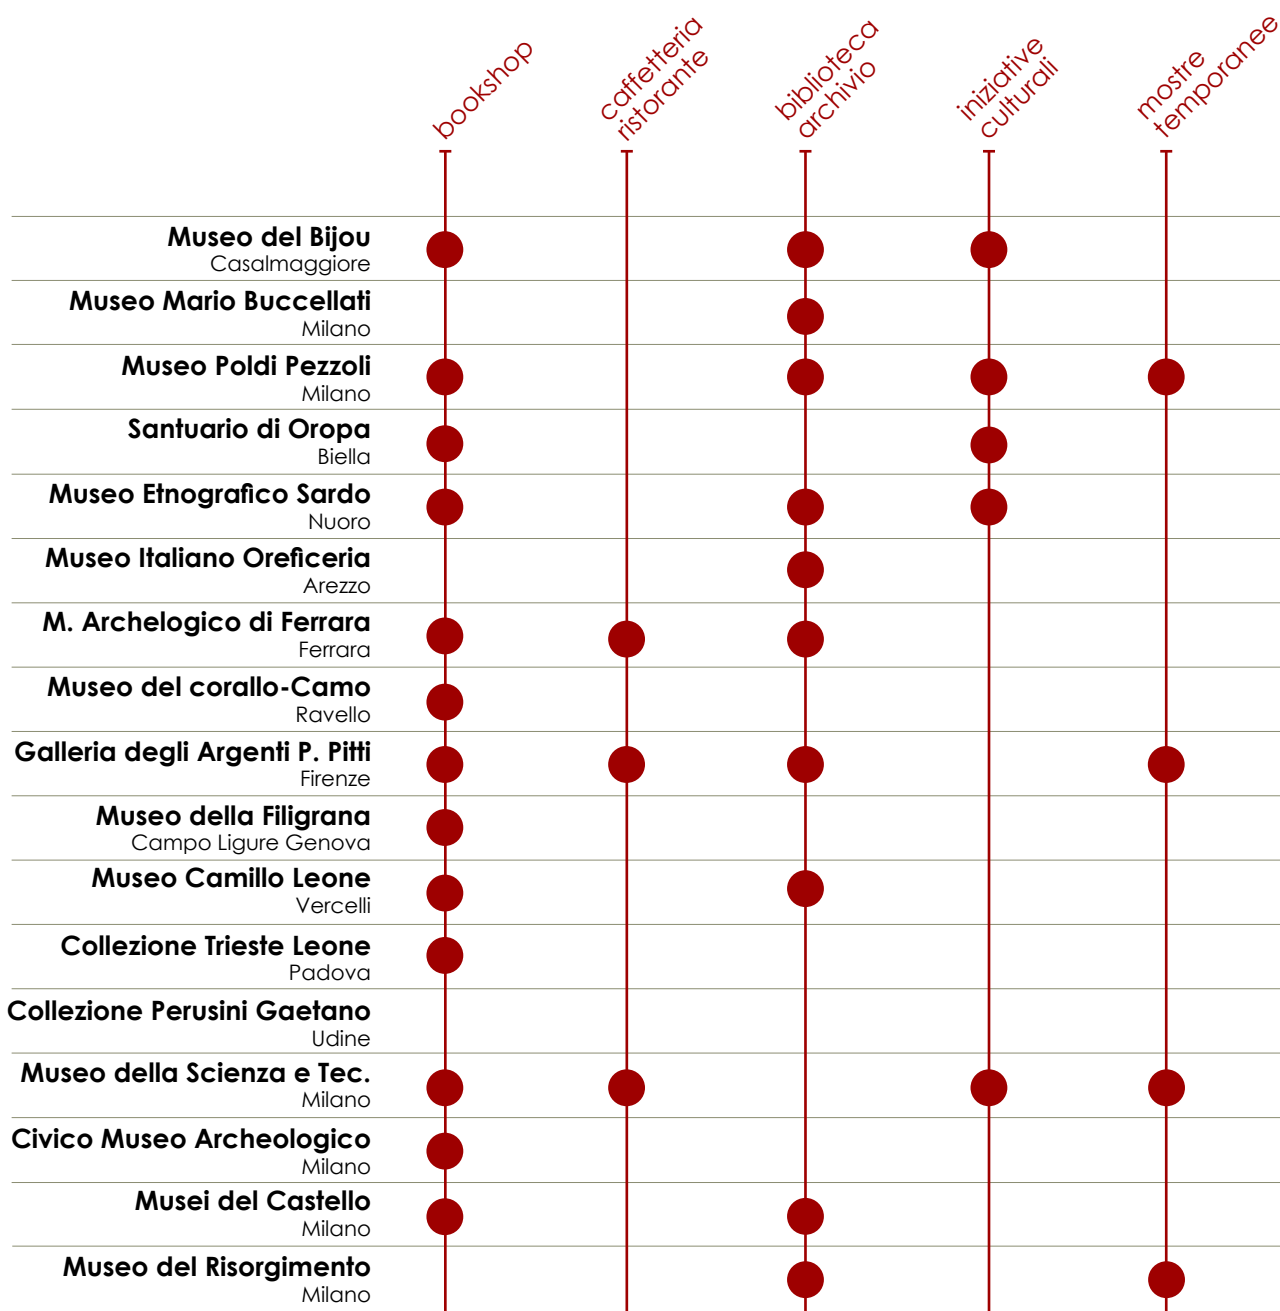 bookshop
caffetteria
ristorante
biblioteca
archivio
iniziative
culturali
mostre
temporanee
Museo del Bijou
Casalmaggiore
Museo Mario Buccellati
Milano
Museo Poldi Pezzoli
Milano
Santuario di Oropa
Biella
Museo Etnografico Sardo
Nuoro
Museo Italiano Oreficeria
Arezzo
M. Archelogico di Ferrara
Ferrara
Museo del corallo-Camo
Ravello
Galleria degli Argenti P. Pitti
Firenze
Museo della Filigrana
Campo Ligure Genova
Museo Camillo Leone
Vercelli
Collezione Trieste Leone
Padova
Collezione Perusini Gaetano
Udine
Museo della Scienza e Tec.
Milano
Civico Museo Archeologico
Milano
Musei del Castello
Milano
Museo del Risorgimento
Milano